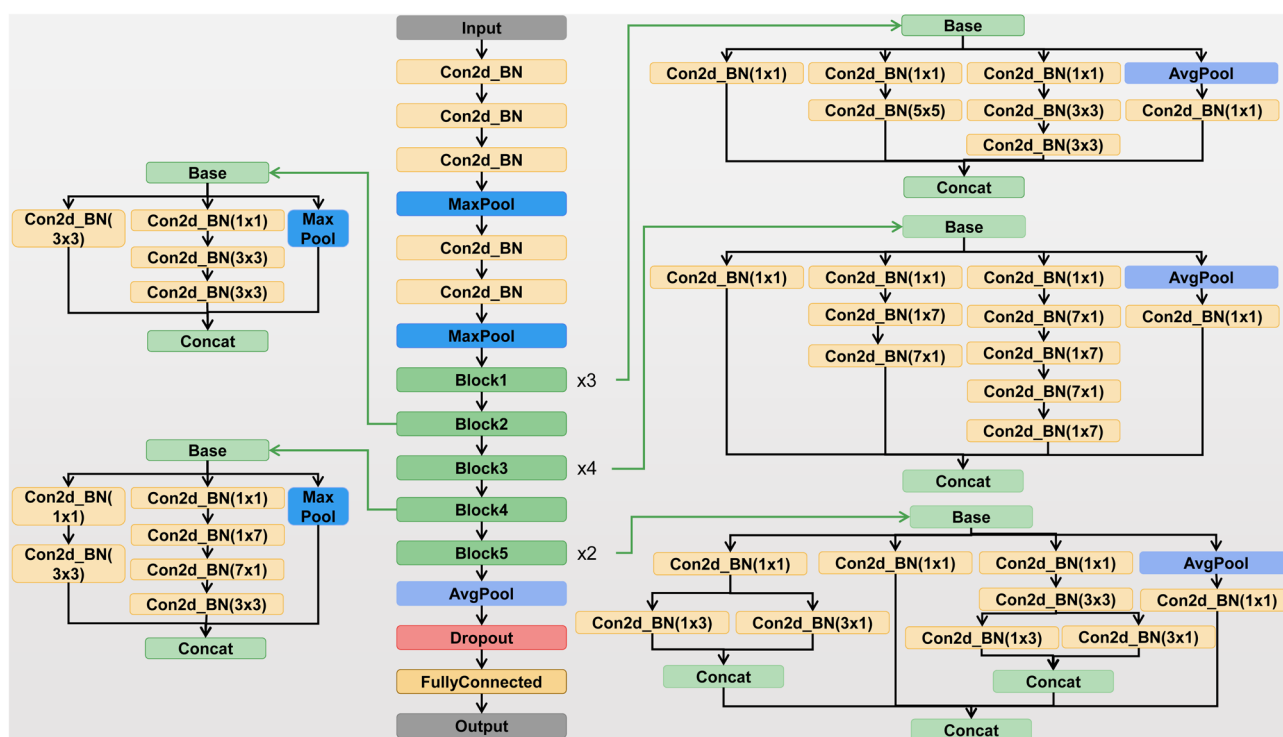 Input
Con2d_BN
Con2d_BN
Con2d_BN
MaxPool
Con2d_BN
Con2d_BN
MaxPool
Block1
x3
Block2
Block3
x4
Block4
Block5
x2
AvgPool
Dropout
FullyConnected
Output
Base
Con2d_BN(
3x3)
Con2d_BN(1x1)
Con2d_BN(3x3)
Con2d_BN(3x3)
Max
Pool
Concat
Base
Con2d_BN(
1x1)
Con2d_BN(
3x3)
Con2d_BN(1x1)
Con2d_BN(1x7)
Con2d_BN(7x1)
Con2d_BN(3x3)
Max
Pool
Concat
Base
Con2d_BN(1x1)
Con2d_BN(1x1)
Con2d_BN(5x5)
Con2d_BN(1x1)
Con2d_BN(3x3)
Con2d_BN(3x3)
AvgPool
Con2d_BN(1x1)
Concat
Base
Con2d_BN(1x1)
Con2d_BN(1x1)
Con2d_BN(1x7)
Con2d_BN(7x1)
Con2d_BN(1x1)
Con2d_BN(7x1)
Con2d_BN(1x7)
Con2d_BN(7x1)
Con2d_BN(1x7)
AvgPool
Con2d_BN(1x1)
Concat
Base
Con2d_BN(1x1)
Con2d_BN(1x3)
Con2d_BN(3x1)
Concat
Con2d_BN(1x1)
Con2d_BN(1x1)
Con2d_BN(3x3)
Con2d_BN(1x3)
Con2d_BN(3x1)
Concat
AvgPool
Con2d_BN(1x1)
Concat